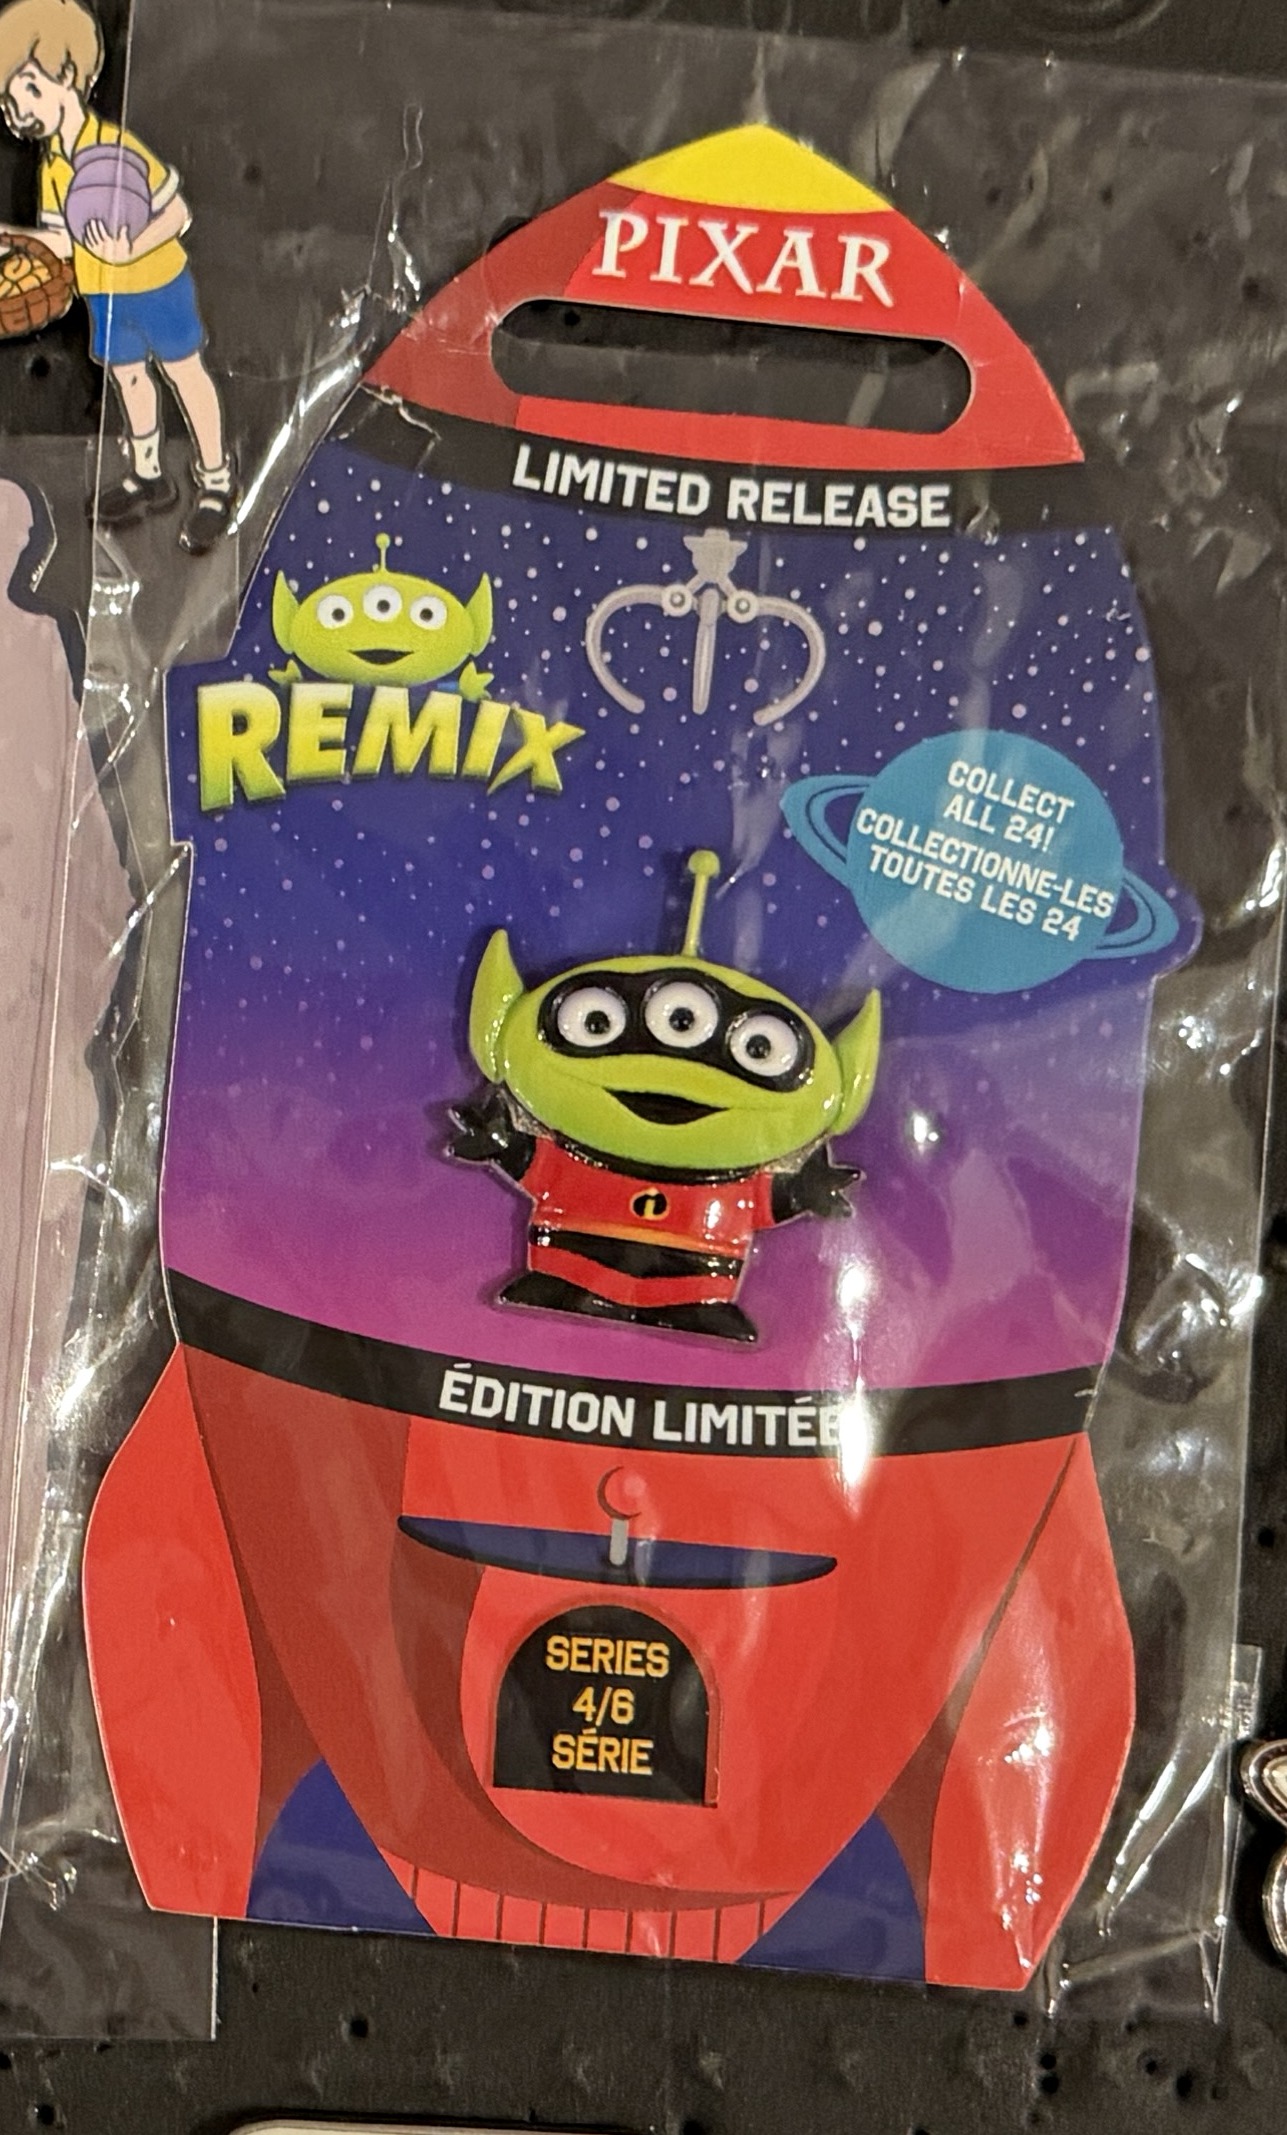 PIXAR
LIMITED RELEASE
REMIX
COLLECT
ALL 24!
COLLECTIONNE-LES
TOUTES LES 24
i
ÉDITION LIMITÉE
SERIES
4/6
SÉRIE